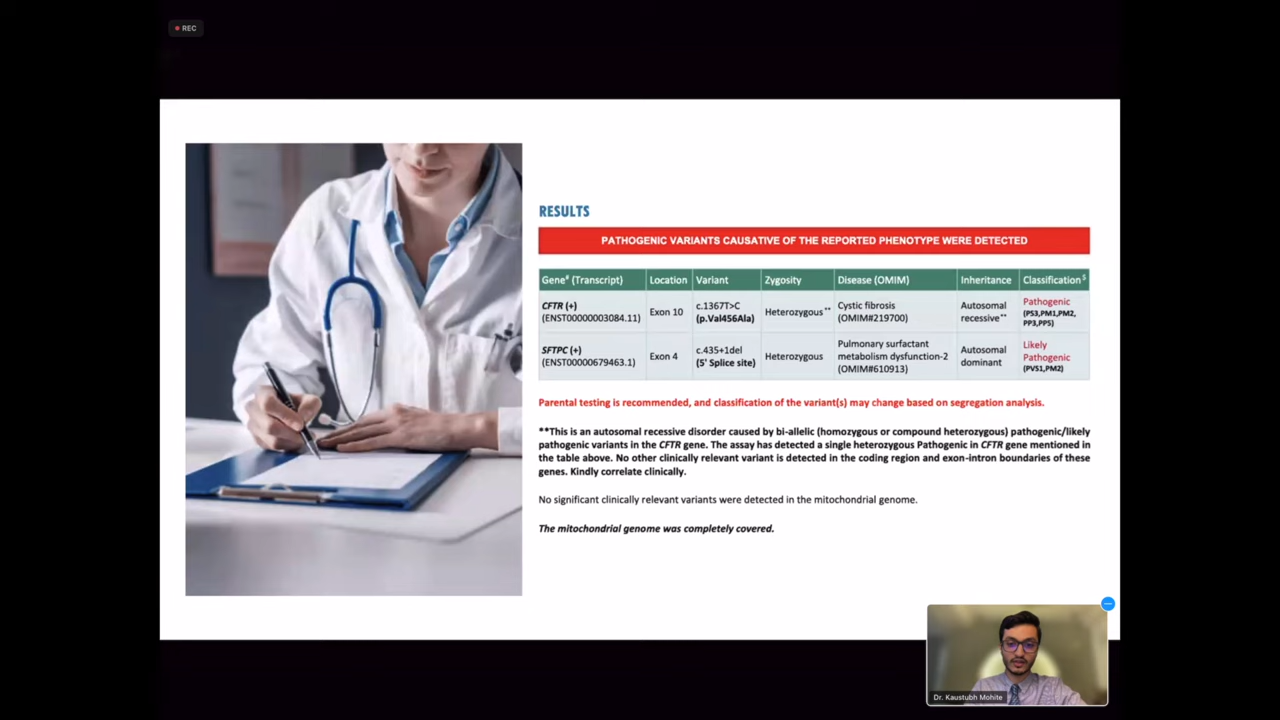 REC
RESULTS
PATHOGENIC VARIANTS CAUSATIVE OF THE REPORTED PHENOTYPE WERE DETECTED
Gene# (Transcript) Location Variant Zygosity Disease (OMIM) Inheritance Classification$
CFTR (+)
(ENST00000003084.11)
Exon 10
c.1367T>C
(p.Val456Ala)
Heterozygous**
Cystic fibrosis
(OMIM#219700)
Autosomal
recessive**
Pathogenic
(PS3,PM1,PM2,
PP3,PP5)
SFTPC (+)
(ENST00000679463.1)
Exon 4
c.435+1del
(5' Splice site)
Heterozygous
Pulmonary surfactant
metabolism dysfunction-2
(OMIM#610913)
Autosomal
dominant
Likely
Pathogenic
(PVS1,PM2)
Parental testing is recommended, and classification of the variant(s) may change based on segregation analysis.
**This is an autosomal recessive disorder caused by bi-allelic (homozygous or compound heterozygous) pathogenic/likely
pathogenic variants in the CFTR gene. The assay has detected a single heterozygous Pathogenic in CFTR gene mentioned in
the table above. No other clinically relevant variant is detected in the coding region and exon-intron boundaries of these
genes. Kindly correlate clinically.
No significant clinically relevant variants were detected in the mitochondrial genome.
The mitochondrial genome was completely covered.
Dr. Kaustubh Mohite